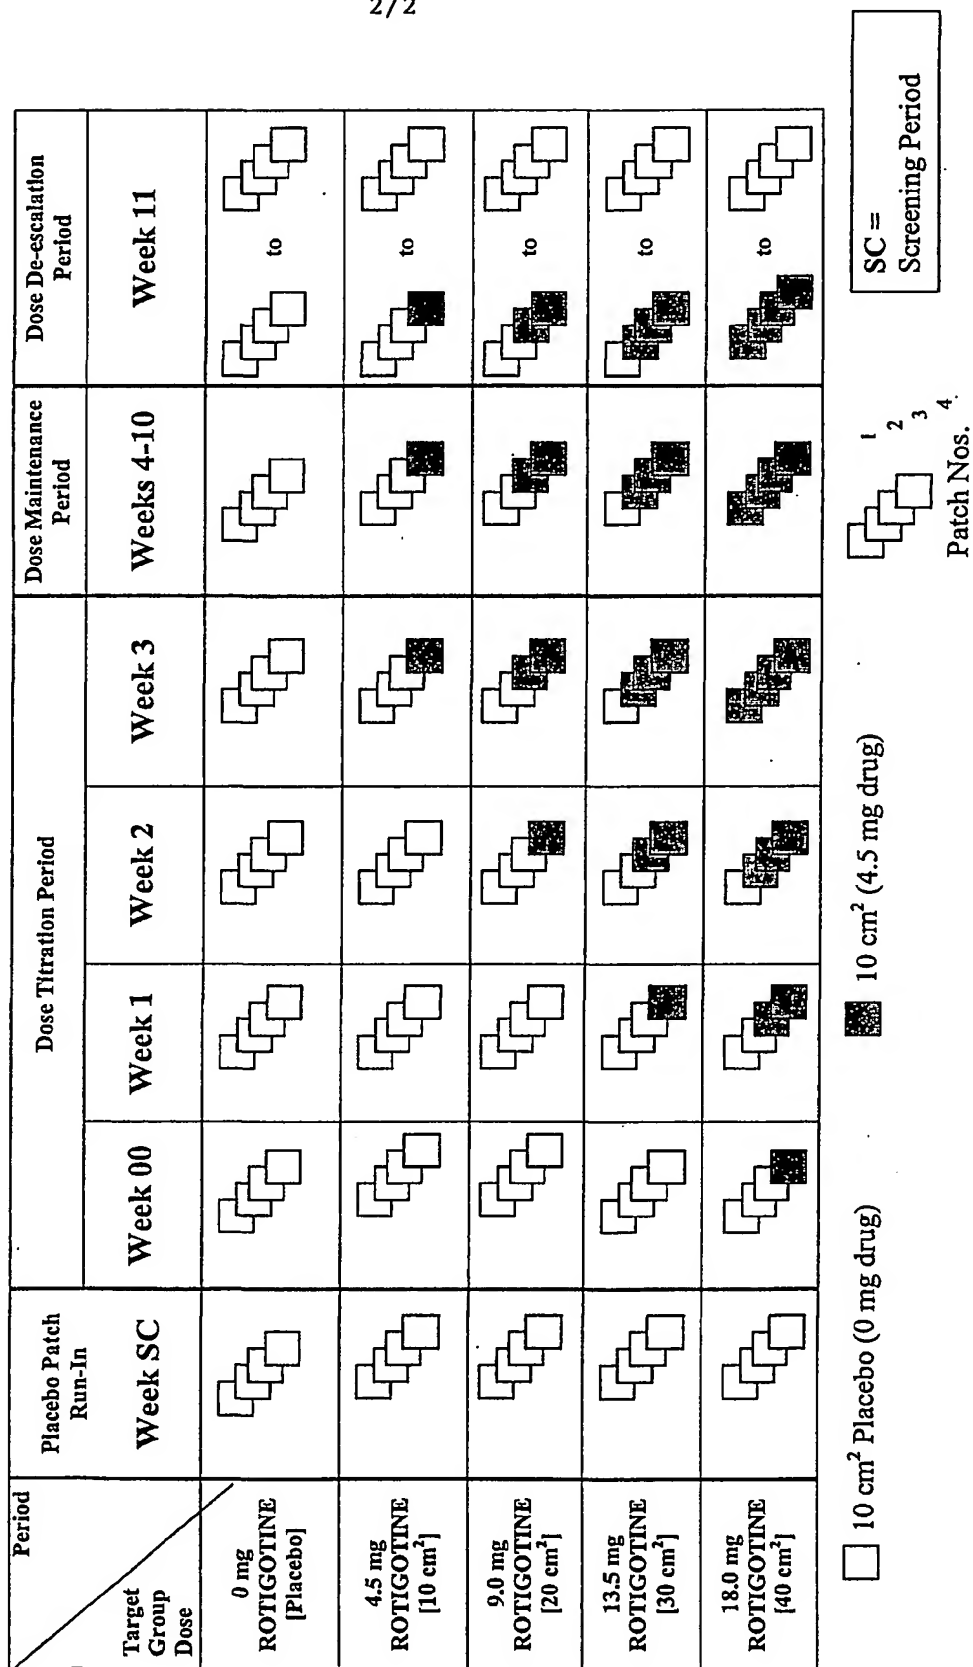 2/2
Period
Target
Group
Dose
Placebo Patch
Run-In
Week SC
Dose Titration Period
Week 00
Week 1
Week 2
Week 3
Dose Maintenance
Period
Weeks 4-10
Dose De-escalation
Period
Week 11
0 mg
ROTIGOTINE
[Placebo]
to
4.5 mg
ROTIGOTINE
[10 cm²]
to
9.0 mg
ROTIGOTINE
[20 cm²]
to
13.5 mg
ROTIGOTINE
[30 cm²]
to
18.0 mg
ROTIGOTINE
[40 cm²]
to
10 cm² Placebo (0 mg drug)
10 cm² (4.5 mg drug)
1
2
3
4
Patch Nos.
SC =
Screening Period